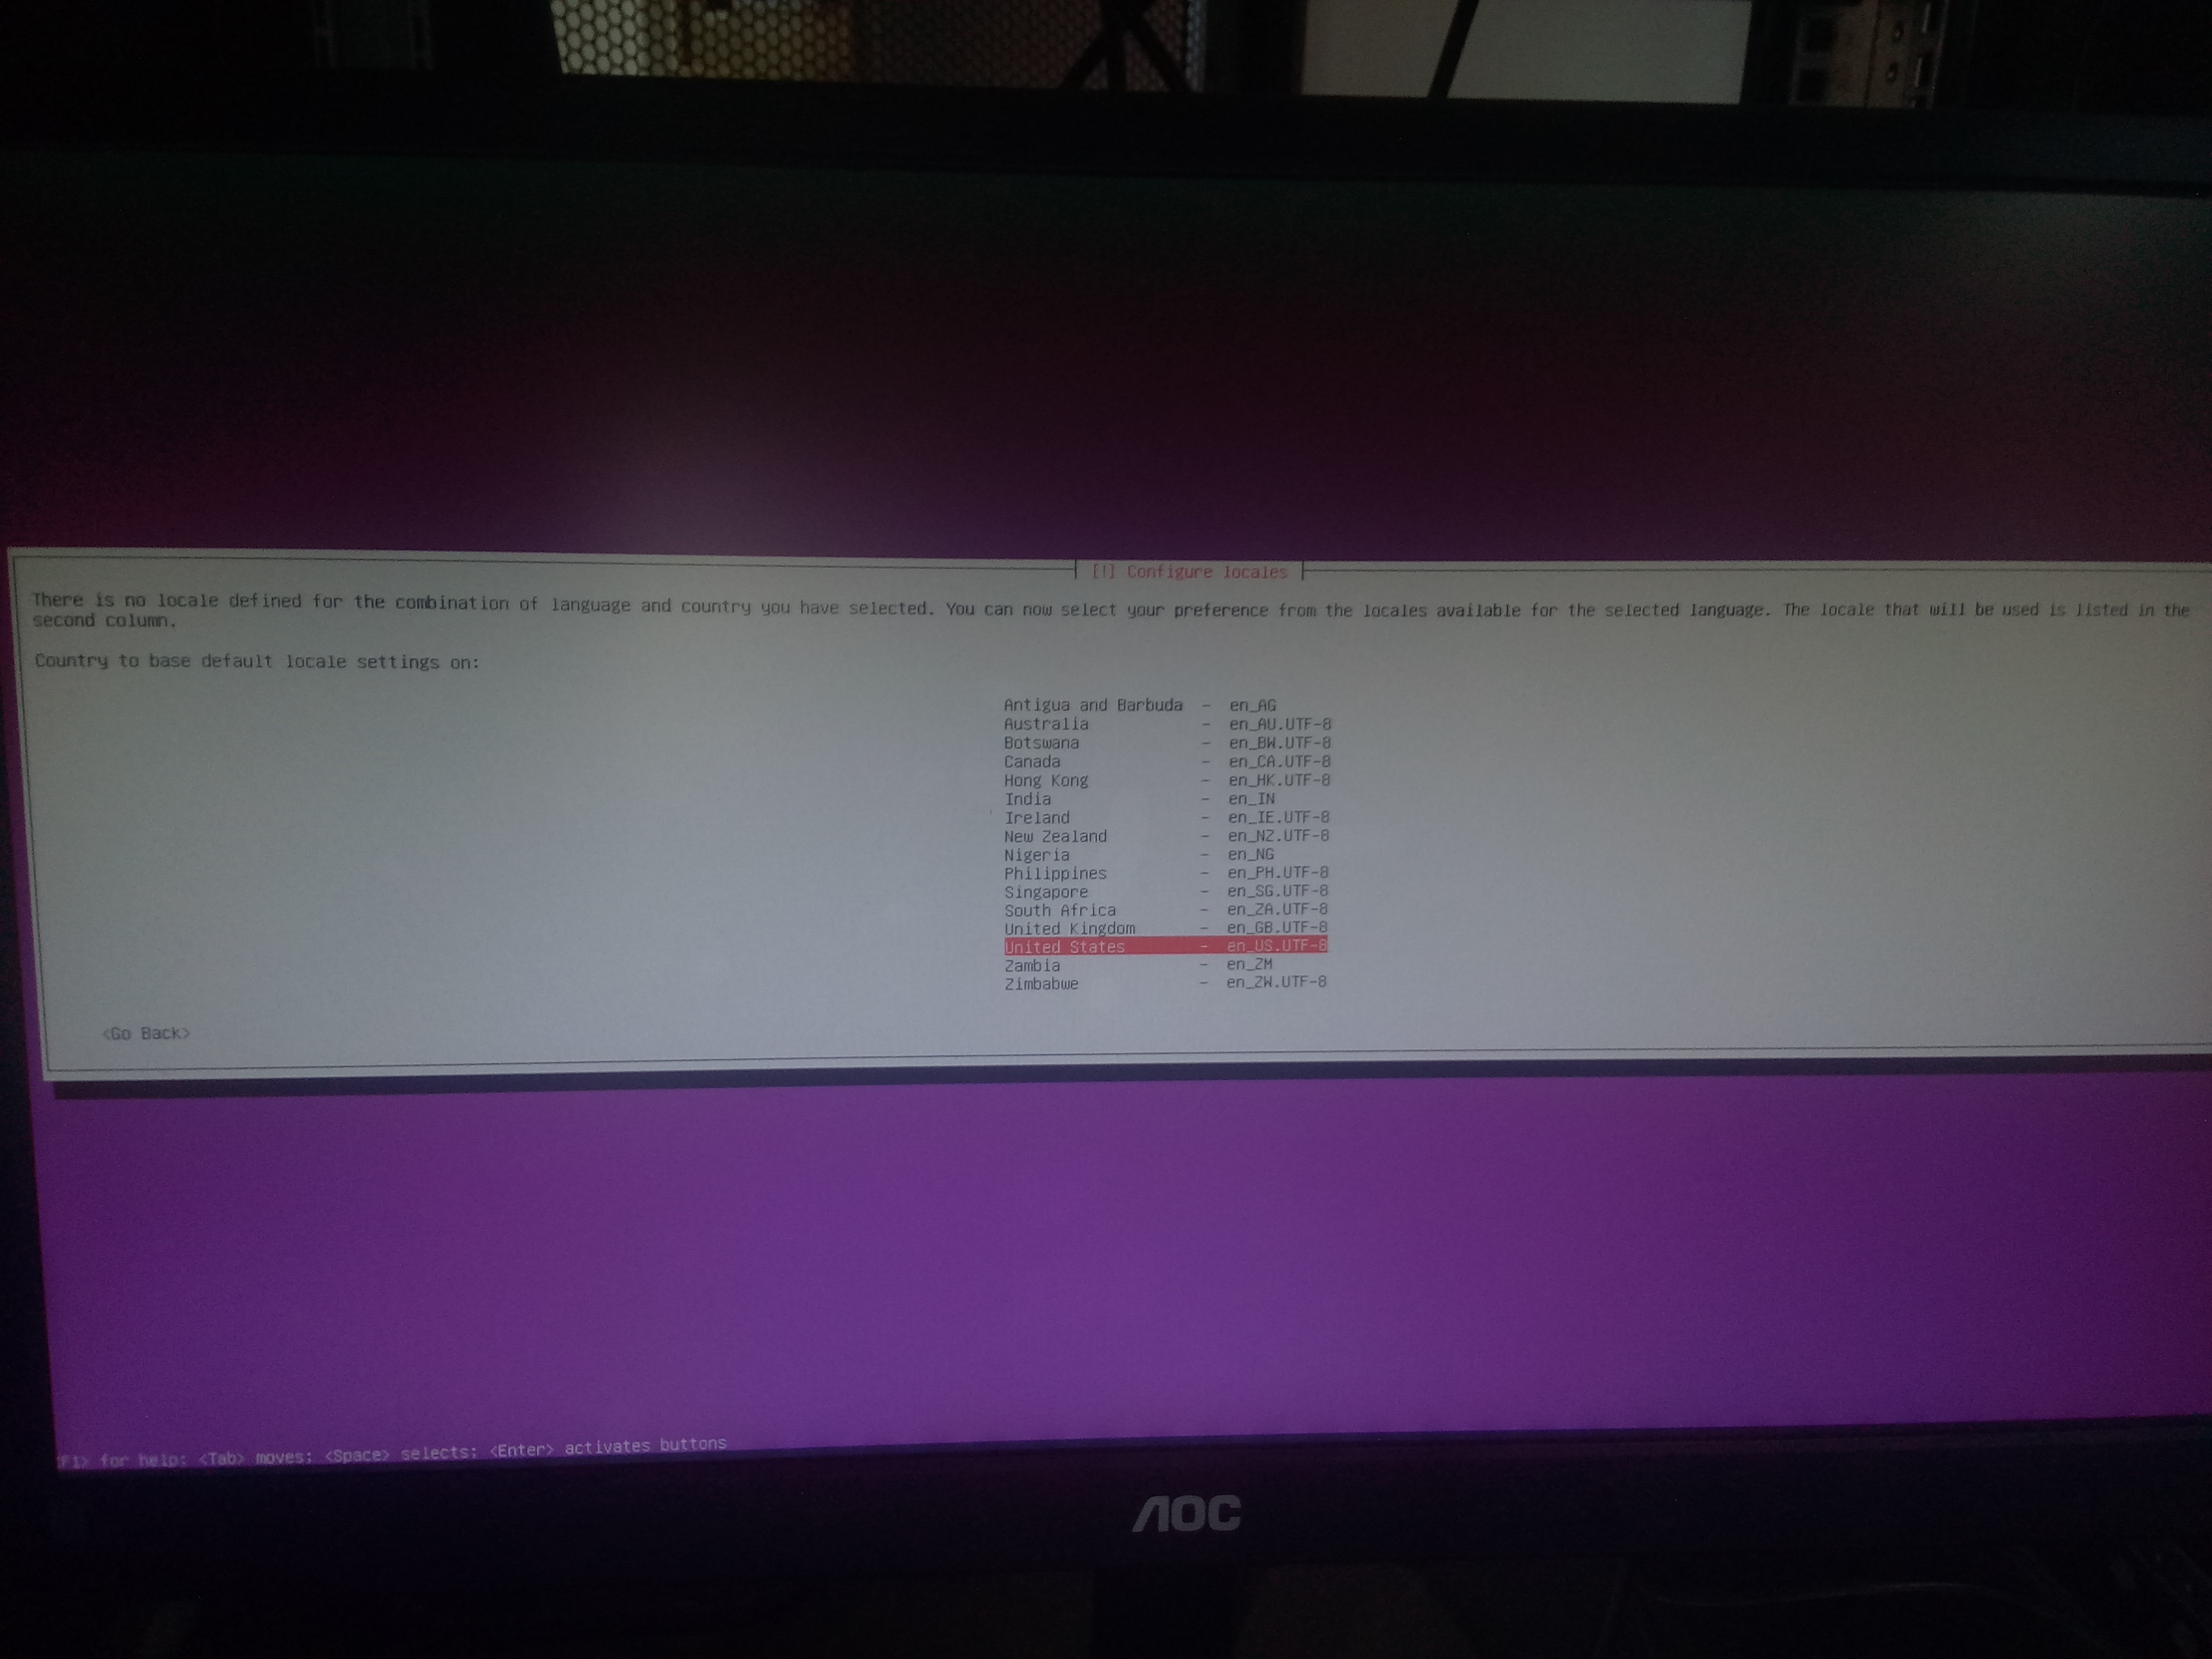 [!] Configure locales
There is no locale defined for the combination of language and country you have selected. You can now select your preference from the locales available for the selected language. The locale that will be used is listed in the
second column.
Country to base default locale settings on:
Antigua and Barbuda - en_AG
Australia - en_AU.UTF-8
Botswana - en_BW.UTF-8
Canada - en_CA.UTF-8
Hong Kong - en_HK.UTF-8
India - en_IN
Ireland - en_IE.UTF-8
New Zealand - en_NZ.UTF-8
Nigeria - en_NG
Philippines - en_PH.UTF-8
Singapore - en_SG.UTF-8
South Africa - en_ZA.UTF-8
United Kingdom - en_GB.UTF-8
United States - en_US.UTF-8
Zambia - en_ZM
Zimbabwe - en_ZW.UTF-8
<Go Back>
<F1> for help; <Tab> moves; <Space> selects; <Enter> activates buttons
AOC